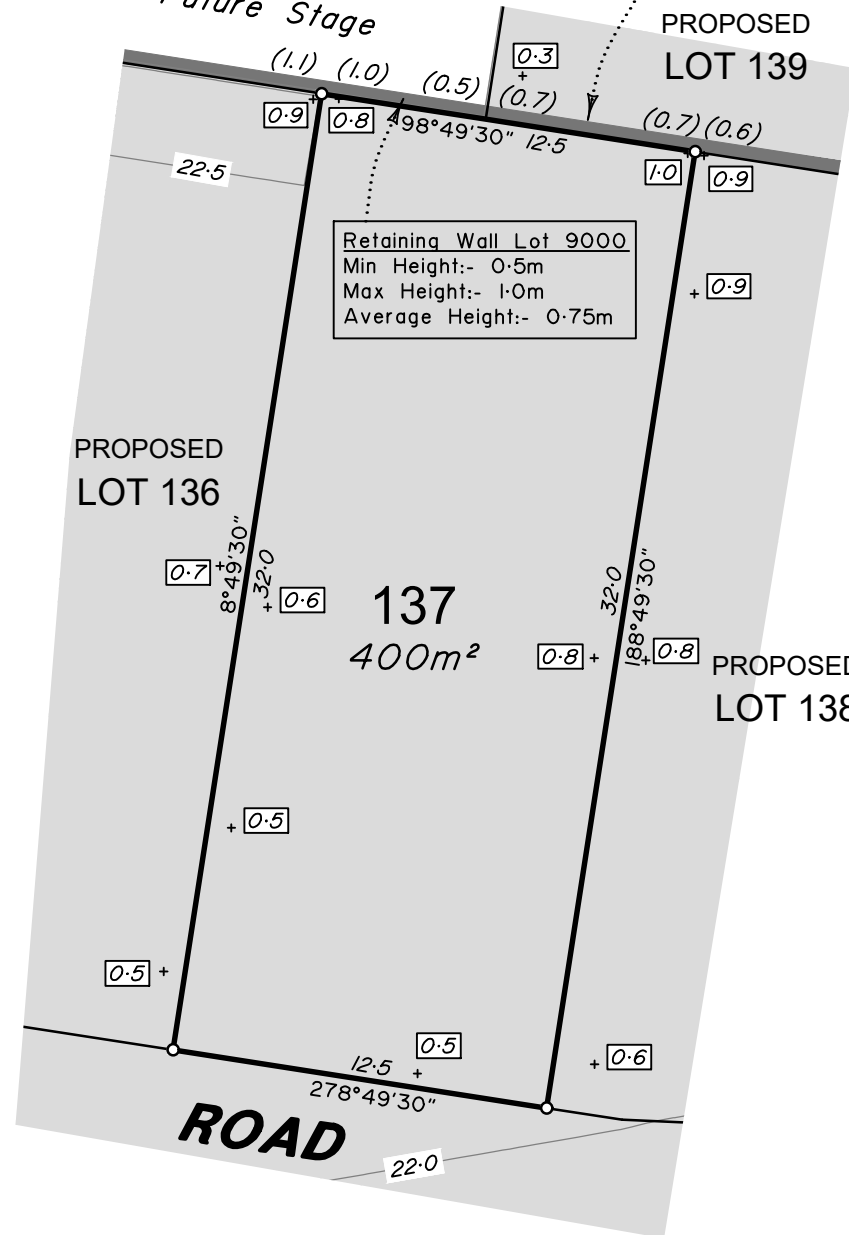 Future Stage
PROPOSED
LOT 139
0·3
(1.1) (1.0) (0.5) (0.7) (0.7) (0.6)
0·9
0·8
98°49'30" 12·5
1·0
0·9
22·5
Retaining Wall Lot 9000
Min Height:- 0·5m
Max Height:- 1·0m
Average Height:- 0·75m
0·9
PROPOSED
LOT 136
8°49'30"
32·0
0·7
0·6
137
400m²
32·0
188°49'30"
0·8
0·8
PROPOSED
LOT 138
0·5
0·5
0·5
0·6
12·5
278°49'30"
ROAD
22·0